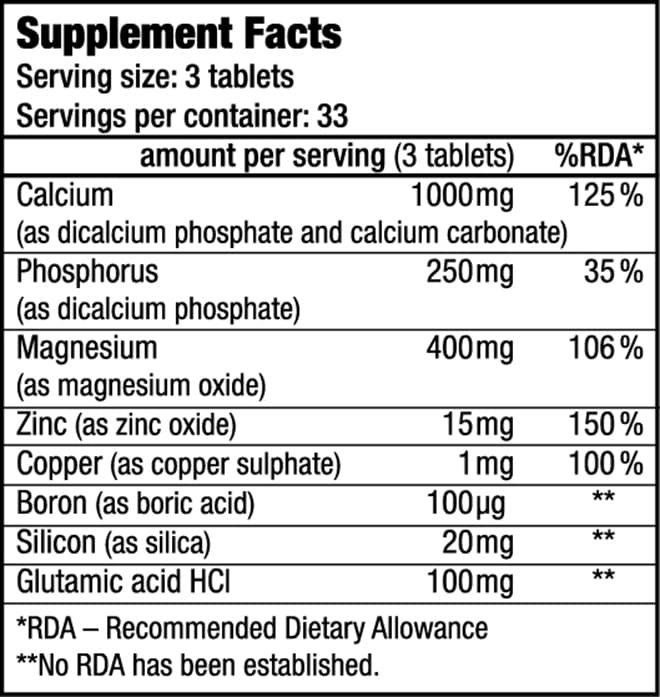 Supplement Facts
Serving size: 3 tablets
Servings per container: 33
amount per serving (3 tablets) %RDA*
Calcium 1000mg 125%
(as dicalcium phosphate and calcium carbonate)
Phosphorus 250mg 35%
(as dicalcium phosphate)
Magnesium 400mg 106%
(as magnesium oxide)
Zinc (as zinc oxide) 15mg 150%
Copper (as copper sulphate) 1mg 100%
Boron (as boric acid) 100µg **
Silicon (as silica) 20mg **
Glutamic acid HCl 100mg **
*RDA – Recommended Dietary Allowance
**No RDA has been established.